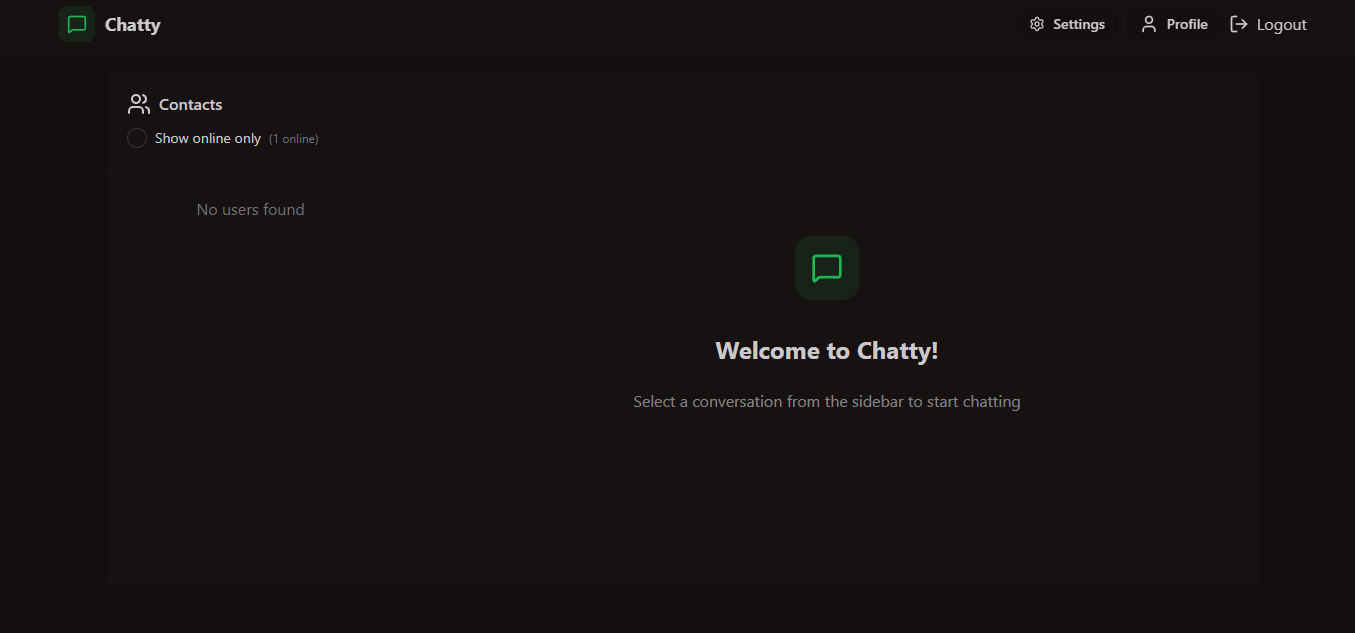 Chatty
Settings
Profile
Logout
Contacts
Show online only (1 online)
No users found
Welcome to Chatty!
Select a conversation from the sidebar to start chatting